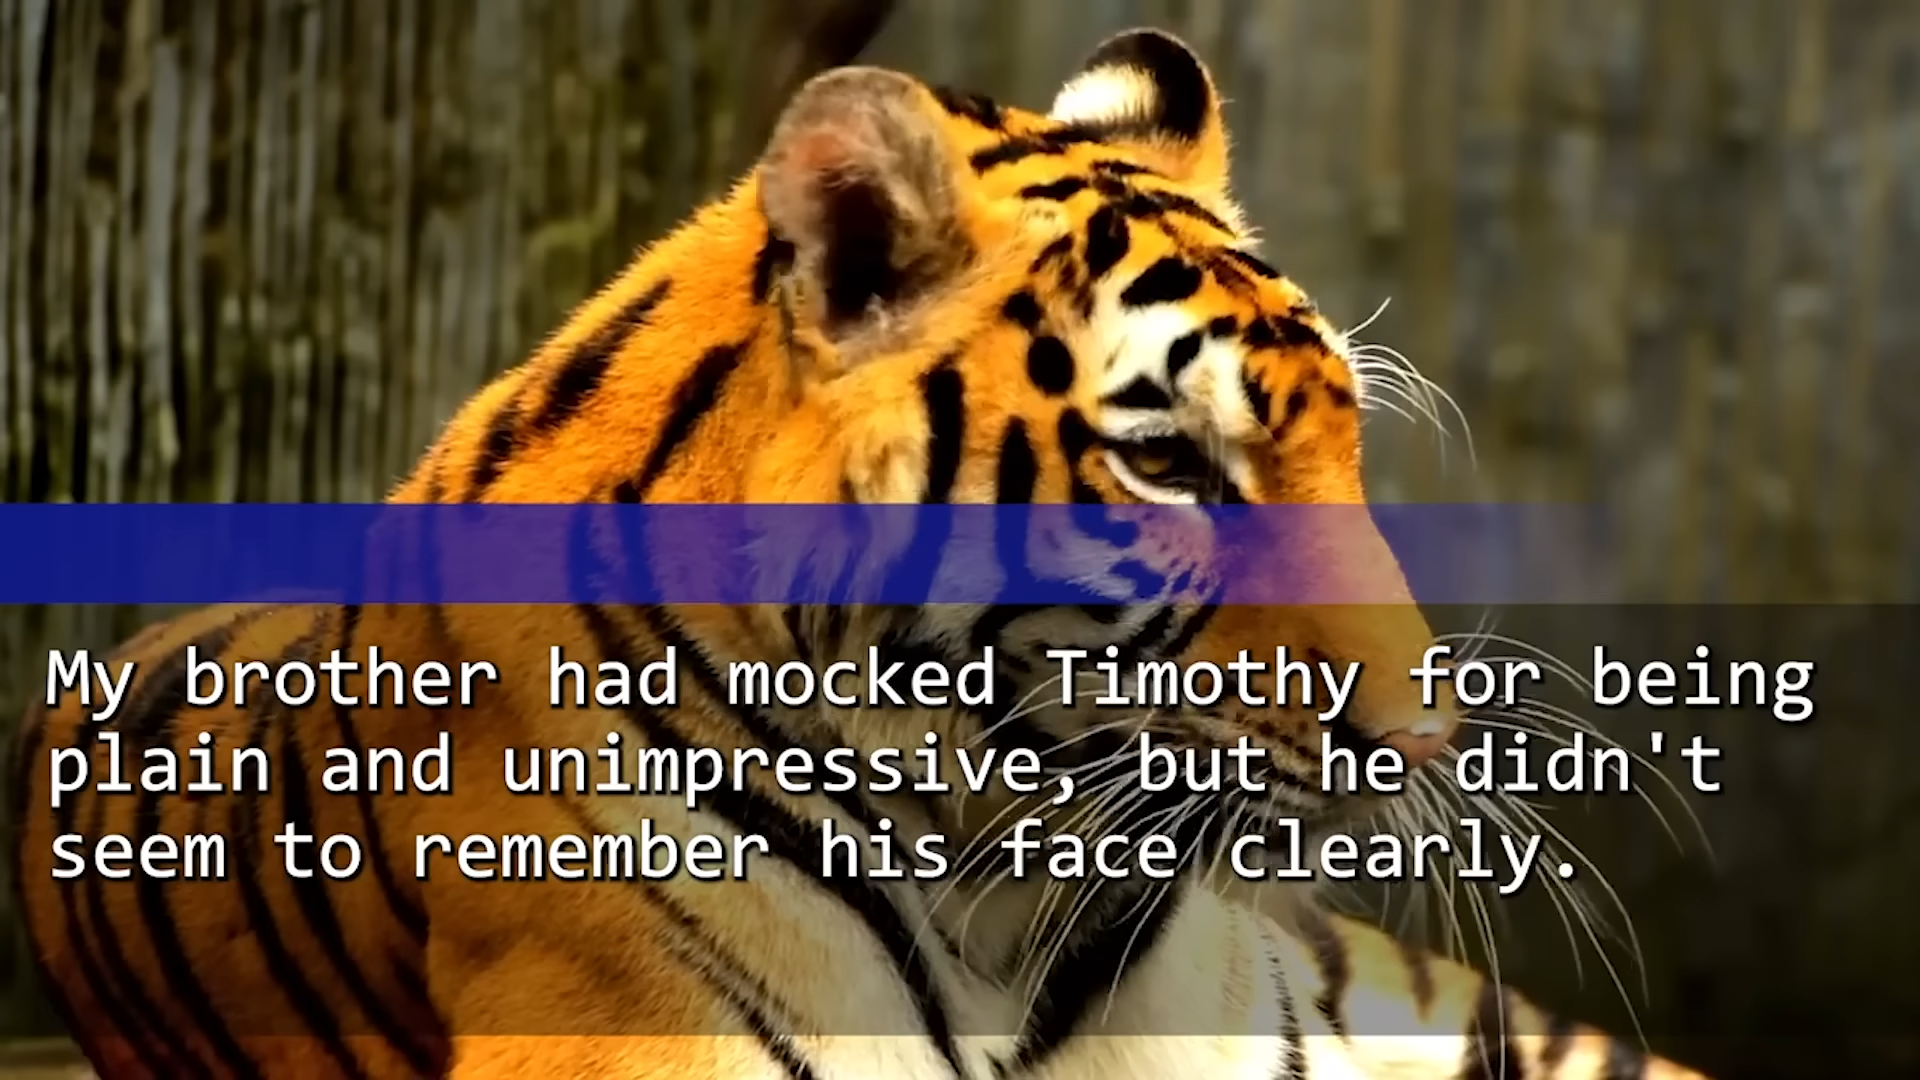 My brother had mocked Timothy for being
plain and unimpressive, but he didn't
seem to remember his face clearly.